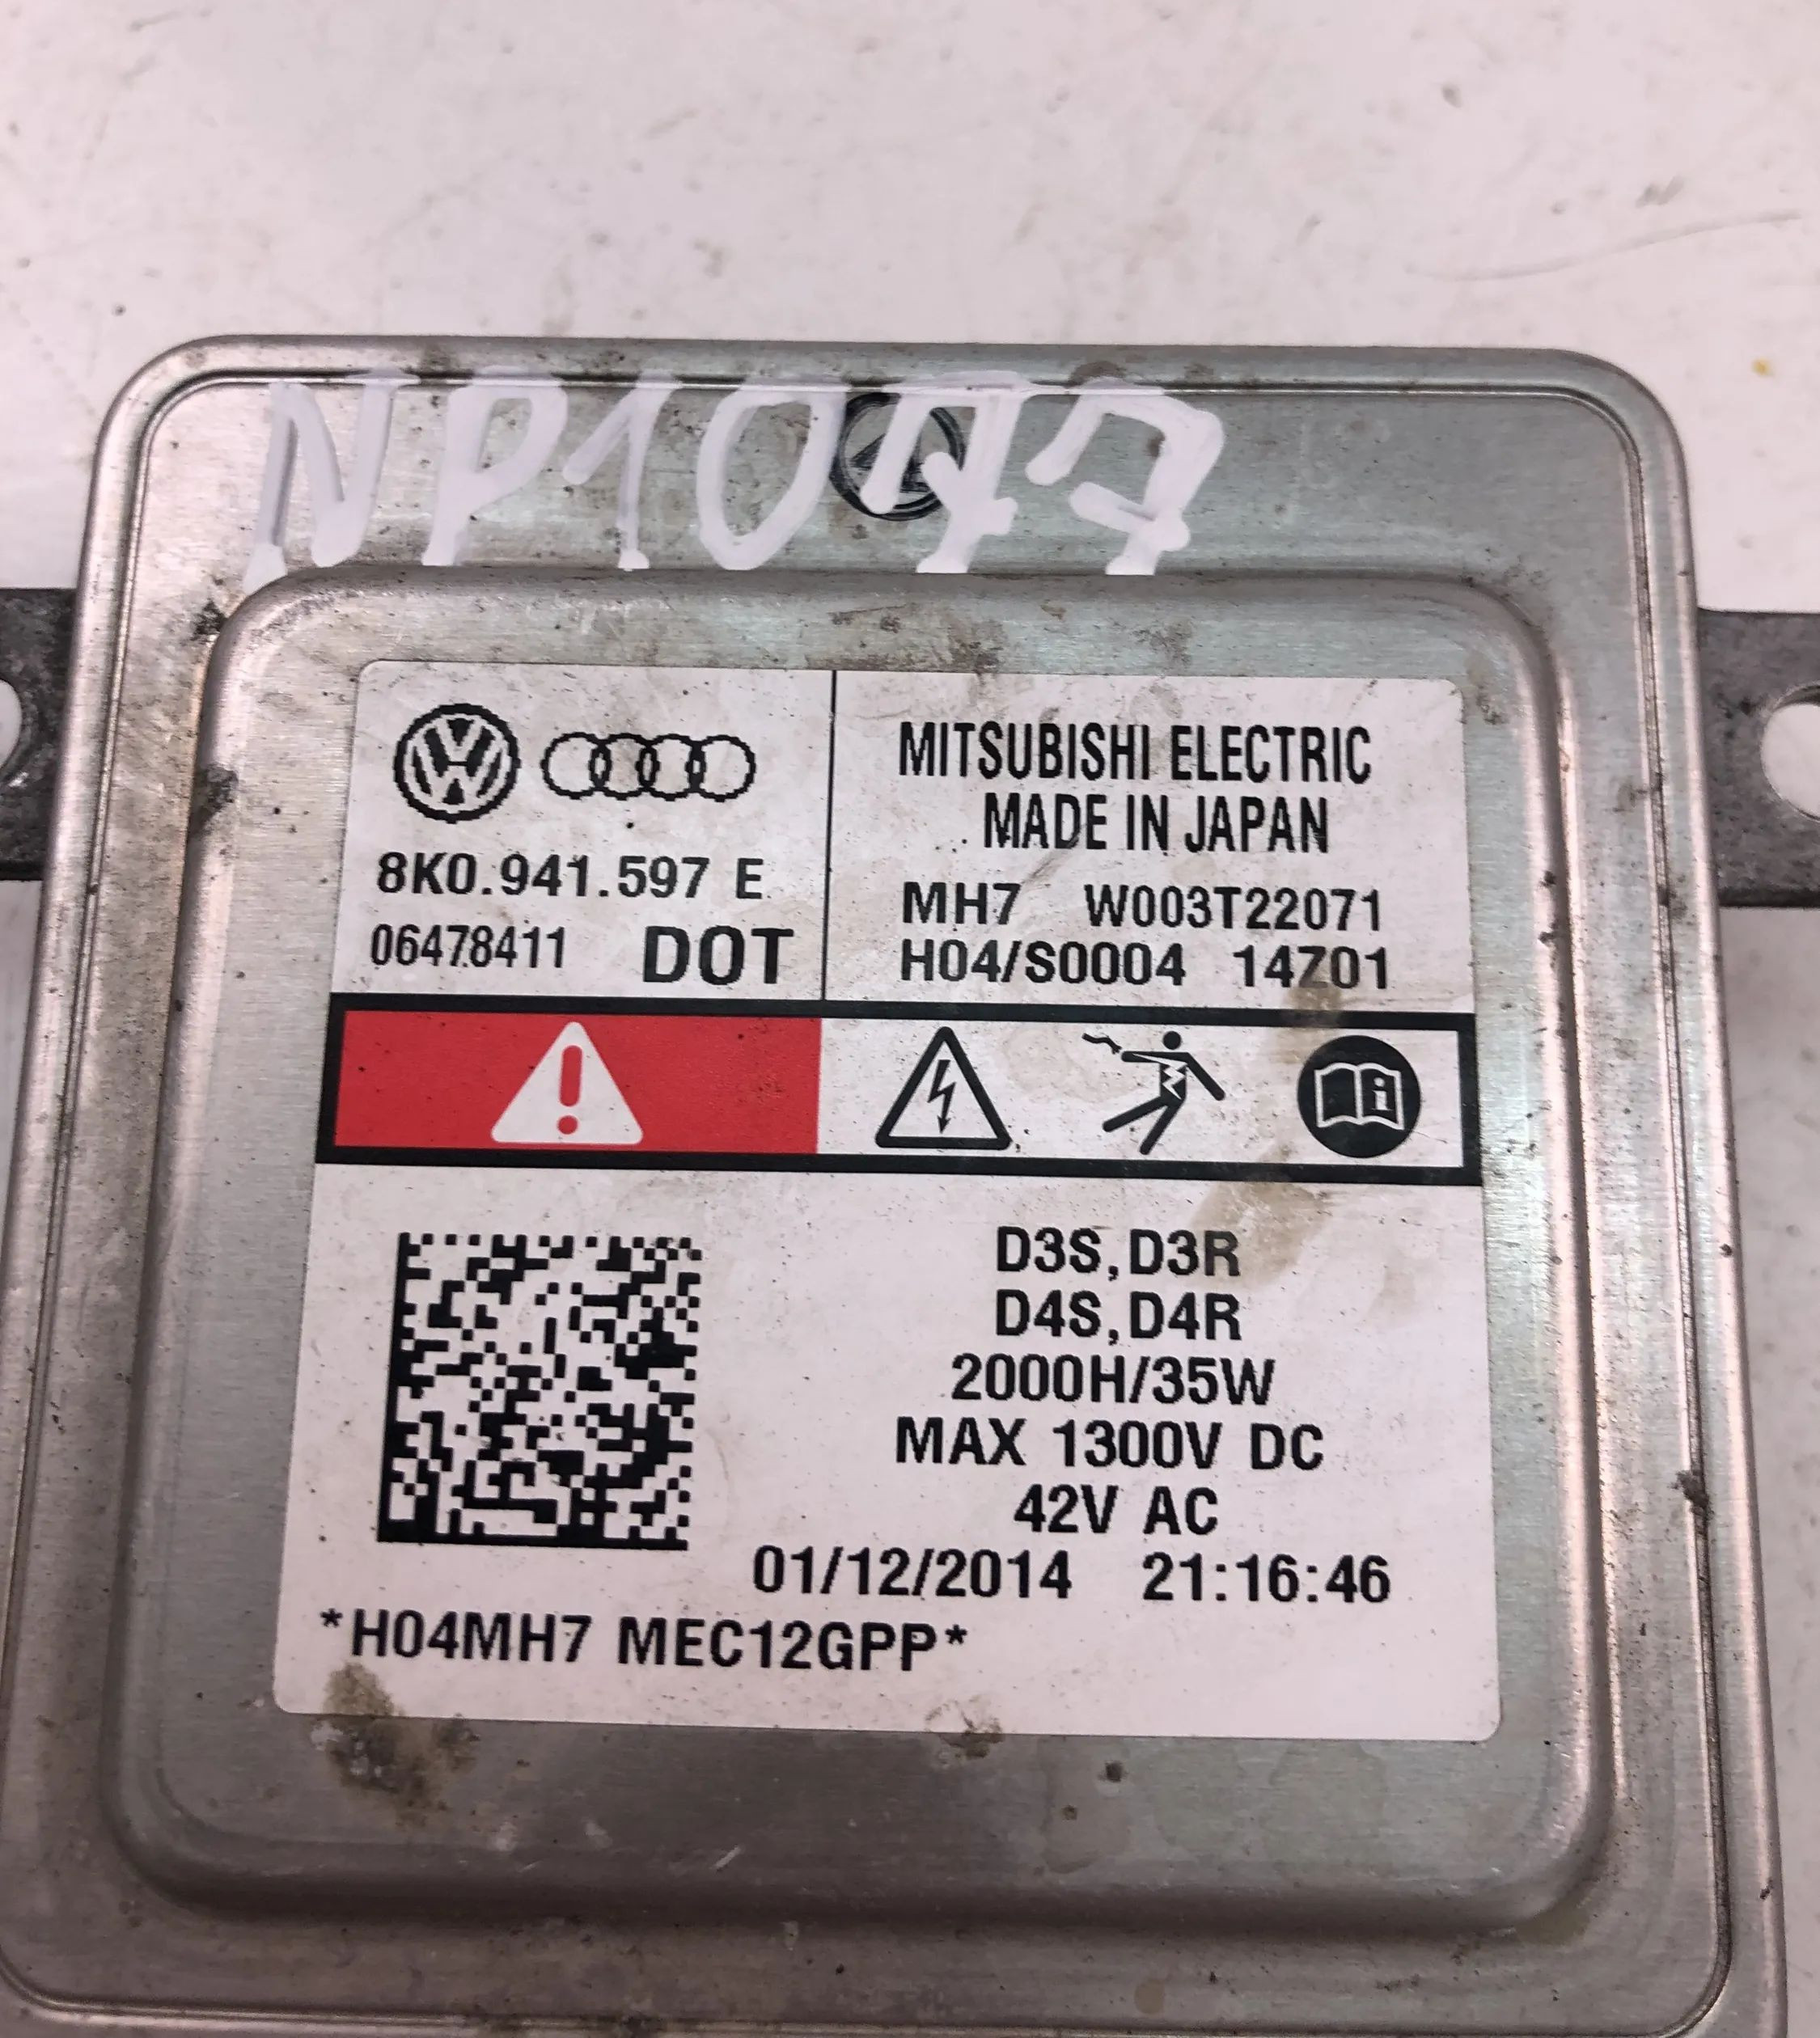 NP1077
8K0.941.597 E
06478411 DOT
MITSUBISHI ELECTRIC
MADE IN JAPAN
MH7 W003T22071
H04/S0004 14Z01
D3S,D3R
D4S,D4R
2000H/35W
MAX 1300V DC
42V AC
01/12/2014 21:16:46
*H04MH7 MEC12GPP*